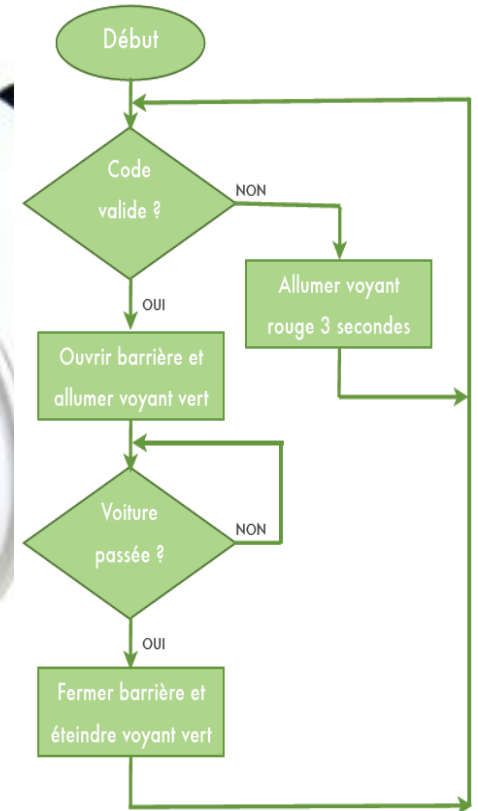 Début
Code
valide ?
NON
Allumer voyant
rouge 3 secondes
OUI
Ouvrir barrière et
allumer voyant vert
Voiture
passée ?
NON
OUI
Fermer barrière et
éteindre voyant vert